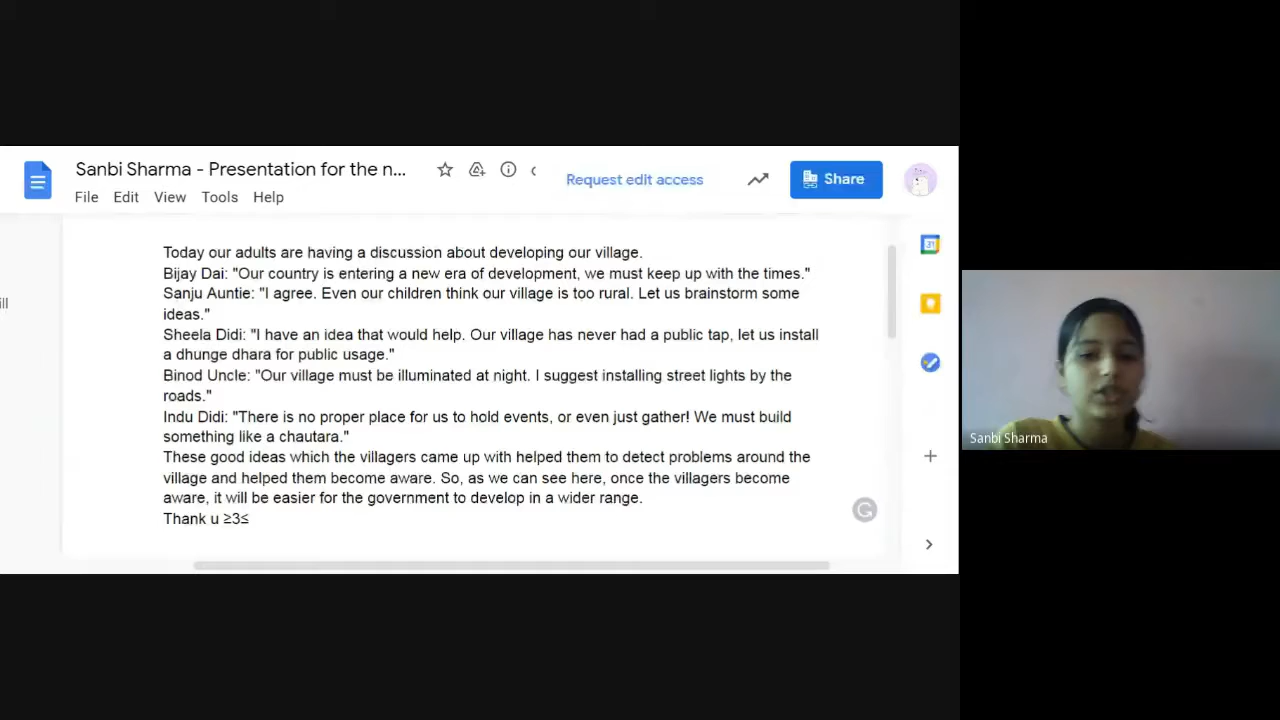 Sanbi Sharma - Presentation for the n...
Request edit access
Share
File Edit View Tools Help
31
ill
Today our adults are having a discussion about developing our village.
Bijay Dai: "Our country is entering a new era of development, we must keep up with the times."
Sanju Auntie: "I agree. Even our children think our village is too rural. Let us brainstorm some
ideas."
Sheela Didi: "I have an idea that would help. Our village has never had a public tap, let us install
a dhunge dhara for public usage."
Binod Uncle: "Our village must be illuminated at night. I suggest installing street lights by the
roads."
Indu Didi: "There is no proper place for us to hold events, or even just gather! We must build
something like a chautara."
These good ideas which the villagers came up with helped them to detect problems around the
village and helped them become aware. So, as we can see here, once the villagers become
aware, it will be easier for the government to develop in a wider range.
Thank u ≥3≤
Sanbi Sharma